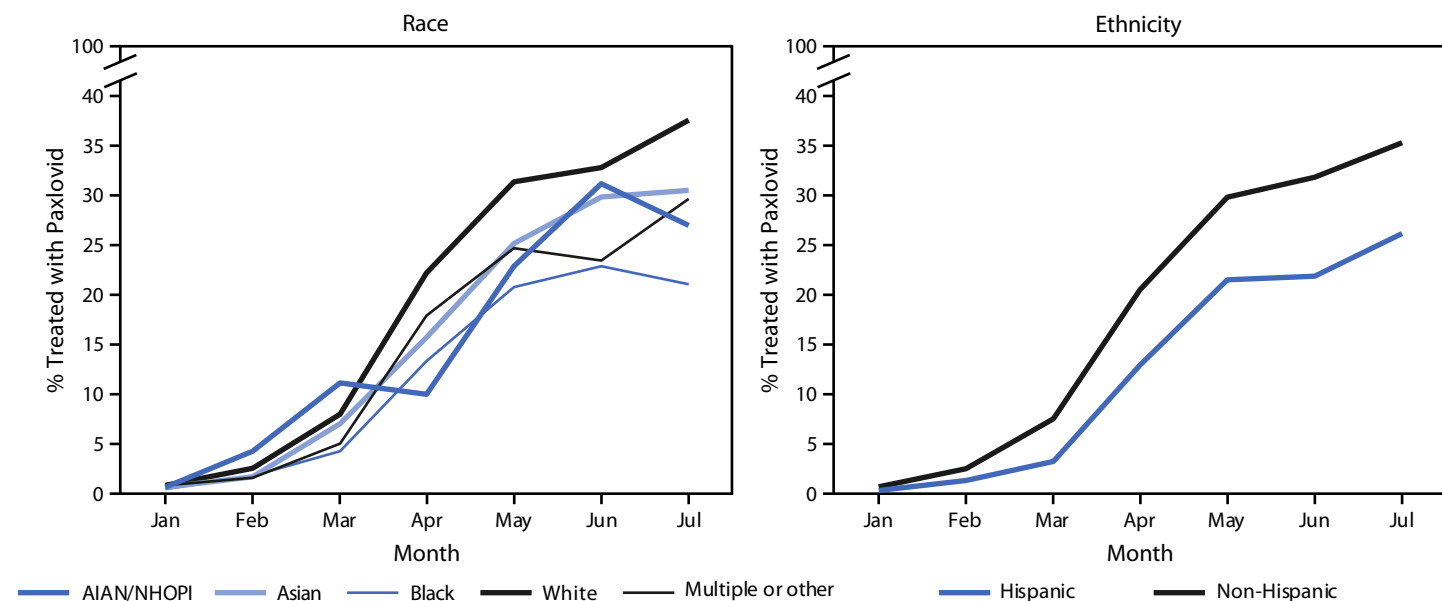 Race
100
40
35
30
25
20
15
10
5
0
% Treated with Paxlovid
Jan Feb Mar Apr May Jun Jul
Month
AIAN/NHOPI Asian Black White Multiple or other
Ethnicity
100
40
35
30
25
20
15
10
5
0
% Treated with Paxlovid
Jan Feb Mar Apr May Jun Jul
Month
Hispanic Non-Hispanic